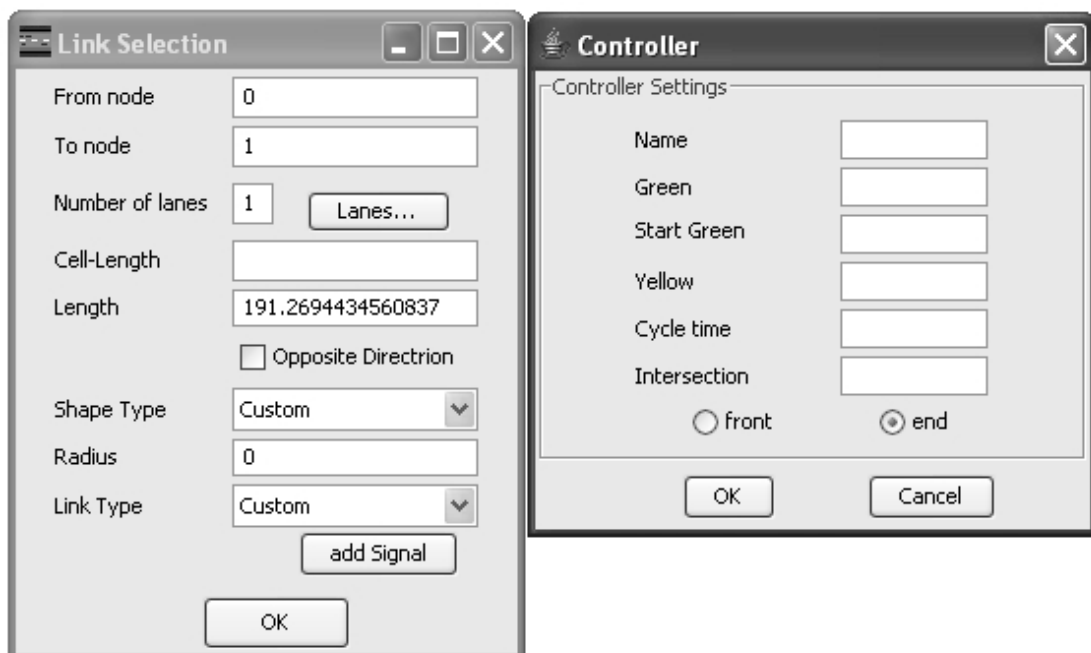 Link Selection
From node 0
To node 1
Number of lanes 1 Lanes...
Cell-Length
Length 191.2694434560837
Opposite Directrion
Shape Type Custom
Radius 0
Link Type Custom
add Signal
OK
Controller
Controller Settings
Name
Green
Start Green
Yellow
Cycle time
Intersection
front end
OK Cancel